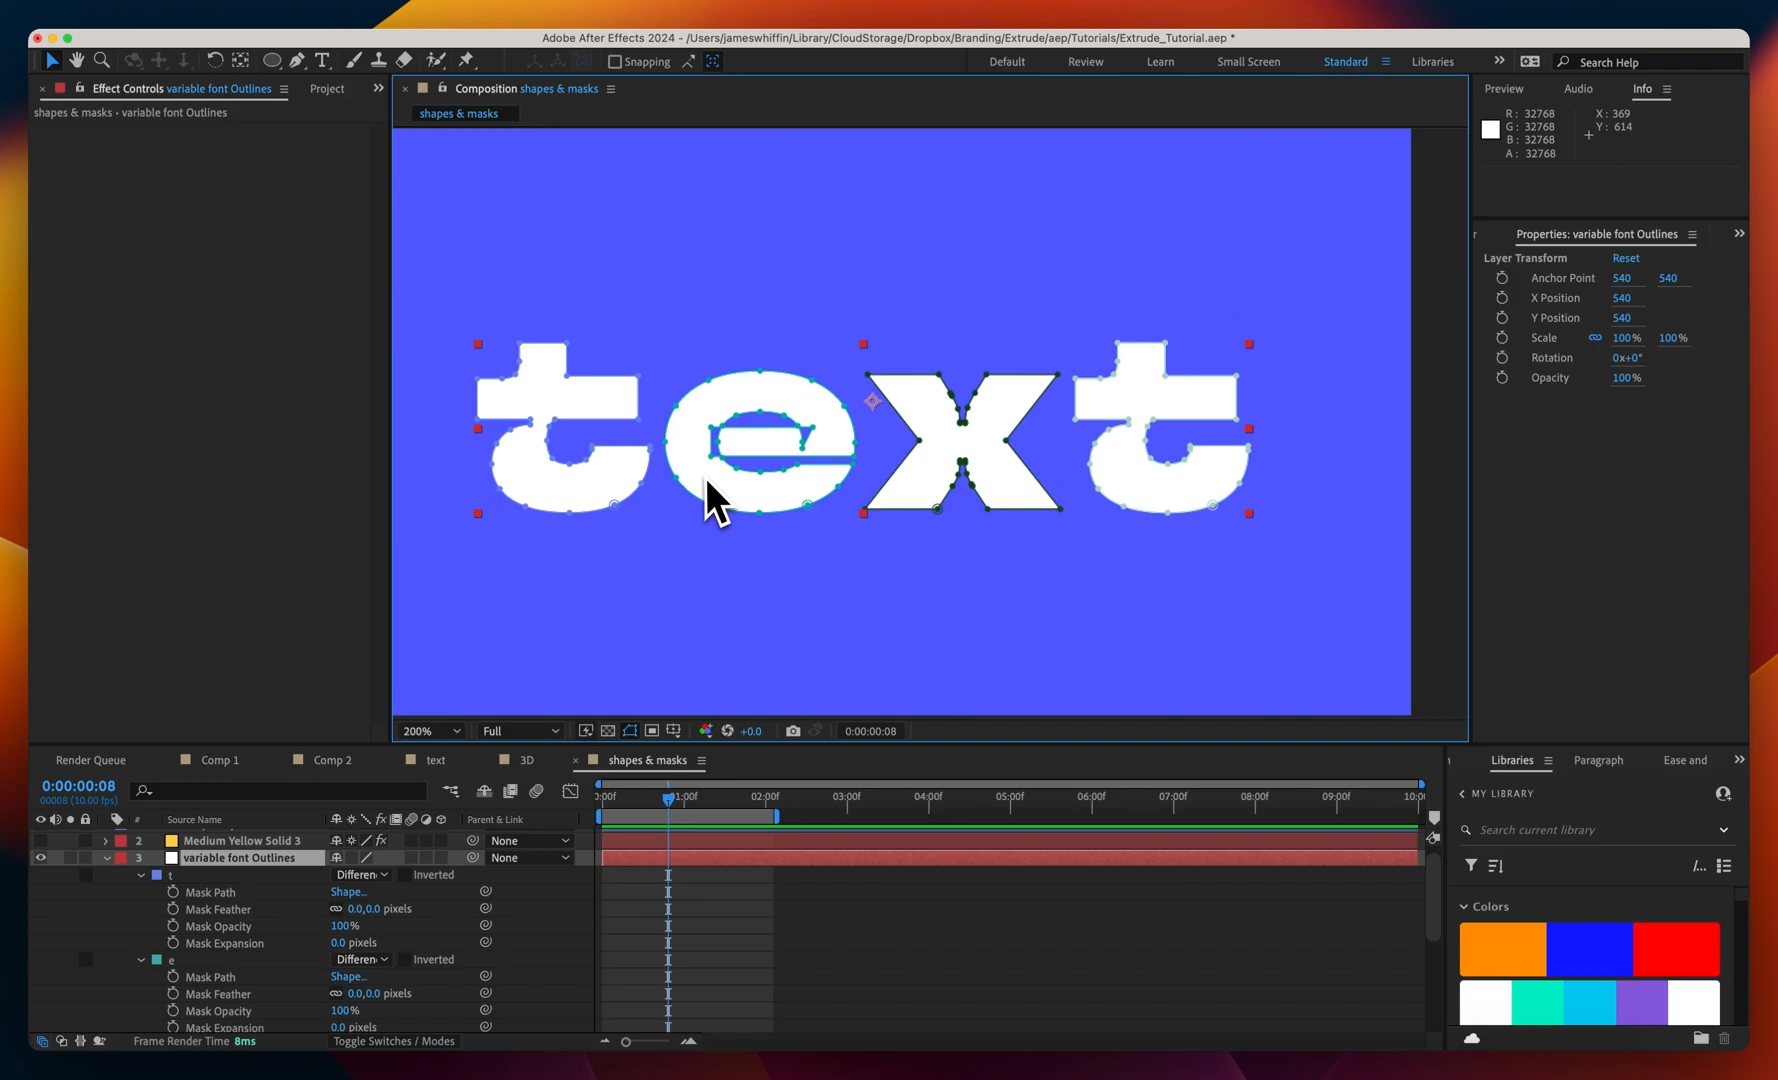 Adobe After Effects 2024 - /Users/jameswhiffin/Library/CloudStorage/Dropbox/Branding/Extrude/aep/Tutorials/Extrude_Tutorial.aep *
Snapping
Default
Review
Learn
Small Screen
Standard
Libraries
Search Help
Effect Controls variable font Outlines
Project
shapes & masks • variable font Outlines
Composition shapes & masks
shapes & masks
text
200%
Full
+0.0
0:00:00:08
Preview
Audio
Info
R: 32768
G: 32768
B: 32768
A: 32768
X: 369
Y: 614
r
Properties: variable font Outlines
Layer Transform
Reset
Anchor Point 540 540
X Position 540
Y Position 540
Scale 100% 100%
Rotation 0x+0°
Opacity 100%
Render Queue
Comp 1
Comp 2
text
3D
shapes & masks
0:00:00:08
00008 (10.00 fps)
# Source Name
fx
Parent & Link
0:00f 01:00f 02:00f 03:00f 04:00f 05:00f 06:00f 07:00f 08:00f 09:00f 10:0
2 Medium Yellow Solid 3 fx None
3 variable font Outlines None
t Differen Inverted
Mask Path Shape...
Mask Feather 0.0,0.0 pixels
Mask Opacity 100%
Mask Expansion 0.0 pixels
e Differen Inverted
Mask Path Shape...
Mask Feather 0.0,0.0 pixels
Mask Opacity 100%
Mask Expansion 0.0 pixels
Frame Render Time 8ms
Toggle Switches / Modes
Libraries
Paragraph
Ease and
MY LIBRARY
Search current library
/...
Colors